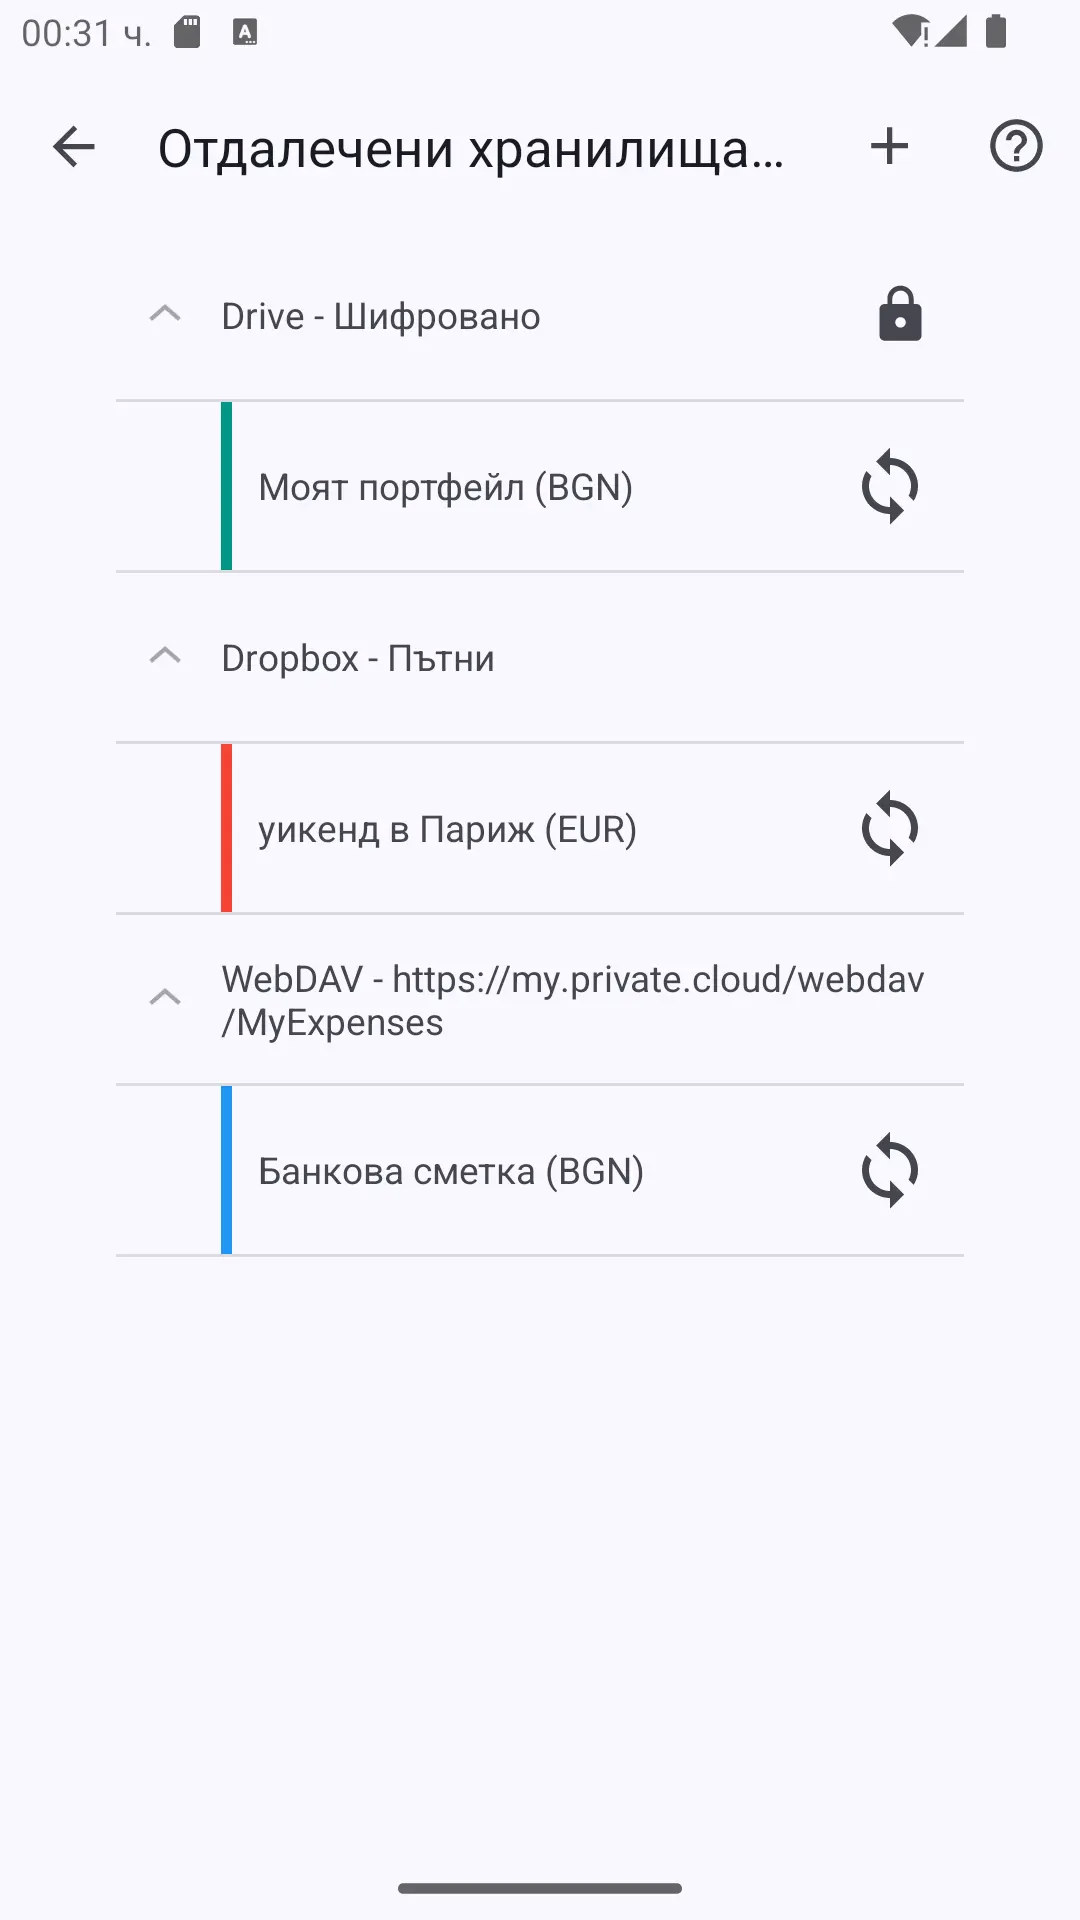 00:31 ч.
Отдалечени хранилища...
Drive - Шифровано
Моят портфейл (BGN)
Dropbox - Пътни
уикенд в Париж (EUR)
WebDAV - https://my.private.cloud/webdav
/MyExpenses
Банкова сметка (BGN)